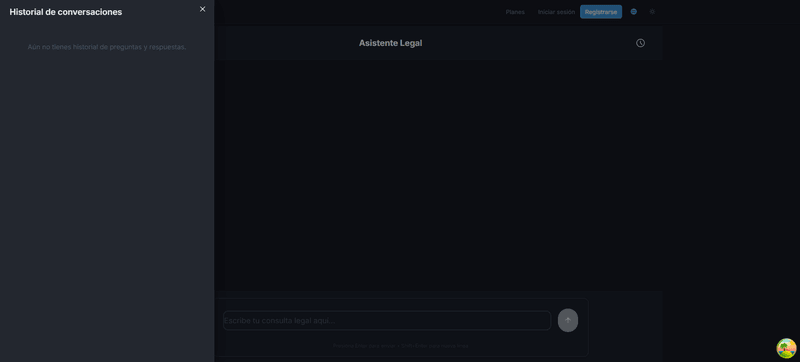 Historial de conversaciones
Aún no tienes historial de preguntas y respuestas.
Planes
Iniciar sesión
Registrarse
Asistente Legal
Escribe tu consulta legal aquí...